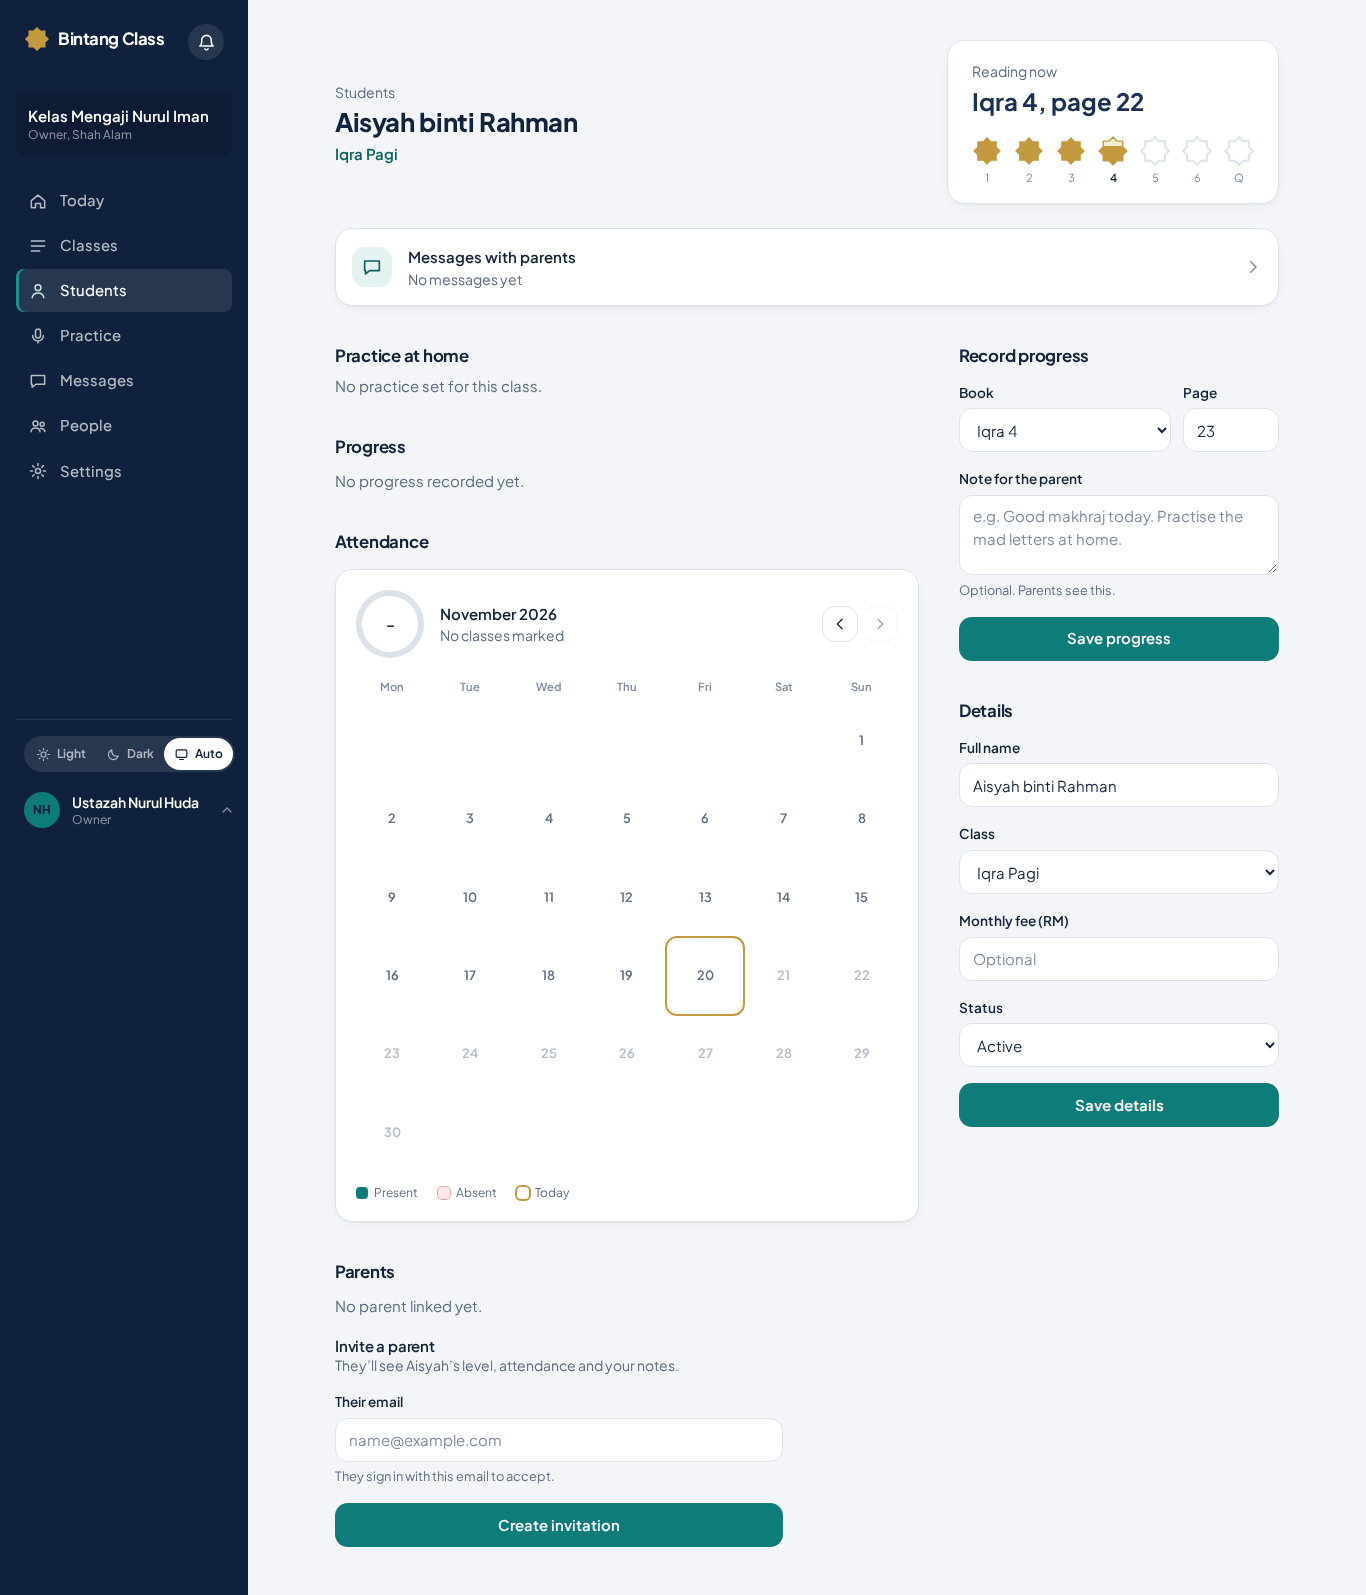 Bintang Class
Kelas Mengaji Nurul Iman
Owner, Shah Alam
Today
Classes
Students
Practice
Messages
People
Settings
Light Dark Auto
NH
Ustazah Nurul Huda
Owner
Students
Aisyah binti Rahman
Iqra Pagi
Reading now
Iqra 4, page 22
1 2 3 4 5 6 Q
Messages with parents
No messages yet
Practice at home
No practice set for this class.
Progress
No progress recorded yet.
Attendance
-
November 2026
No classes marked
Mon Tue Wed Thu Fri Sat Sun
1
2 3 4 5 6 7 8
9 10 11 12 13 14 15
16 17 18 19 20 21 22
23 24 25 26 27 28 29
30
Present Absent Today
Parents
No parent linked yet.
Invite a parent
They’ll see Aisyah’s level, attendance and your notes.
Their email
name@example.com
They sign in with this email to accept.
Create invitation
Record progress
Book Page
Iqra 4 23
Note for the parent
e.g. Good makhraj today. Practise the
mad letters at home.
Optional. Parents see this.
Save progress
Details
Full name
Aisyah binti Rahman
Class
Iqra Pagi
Monthly fee (RM)
Optional
Status
Active
Save details